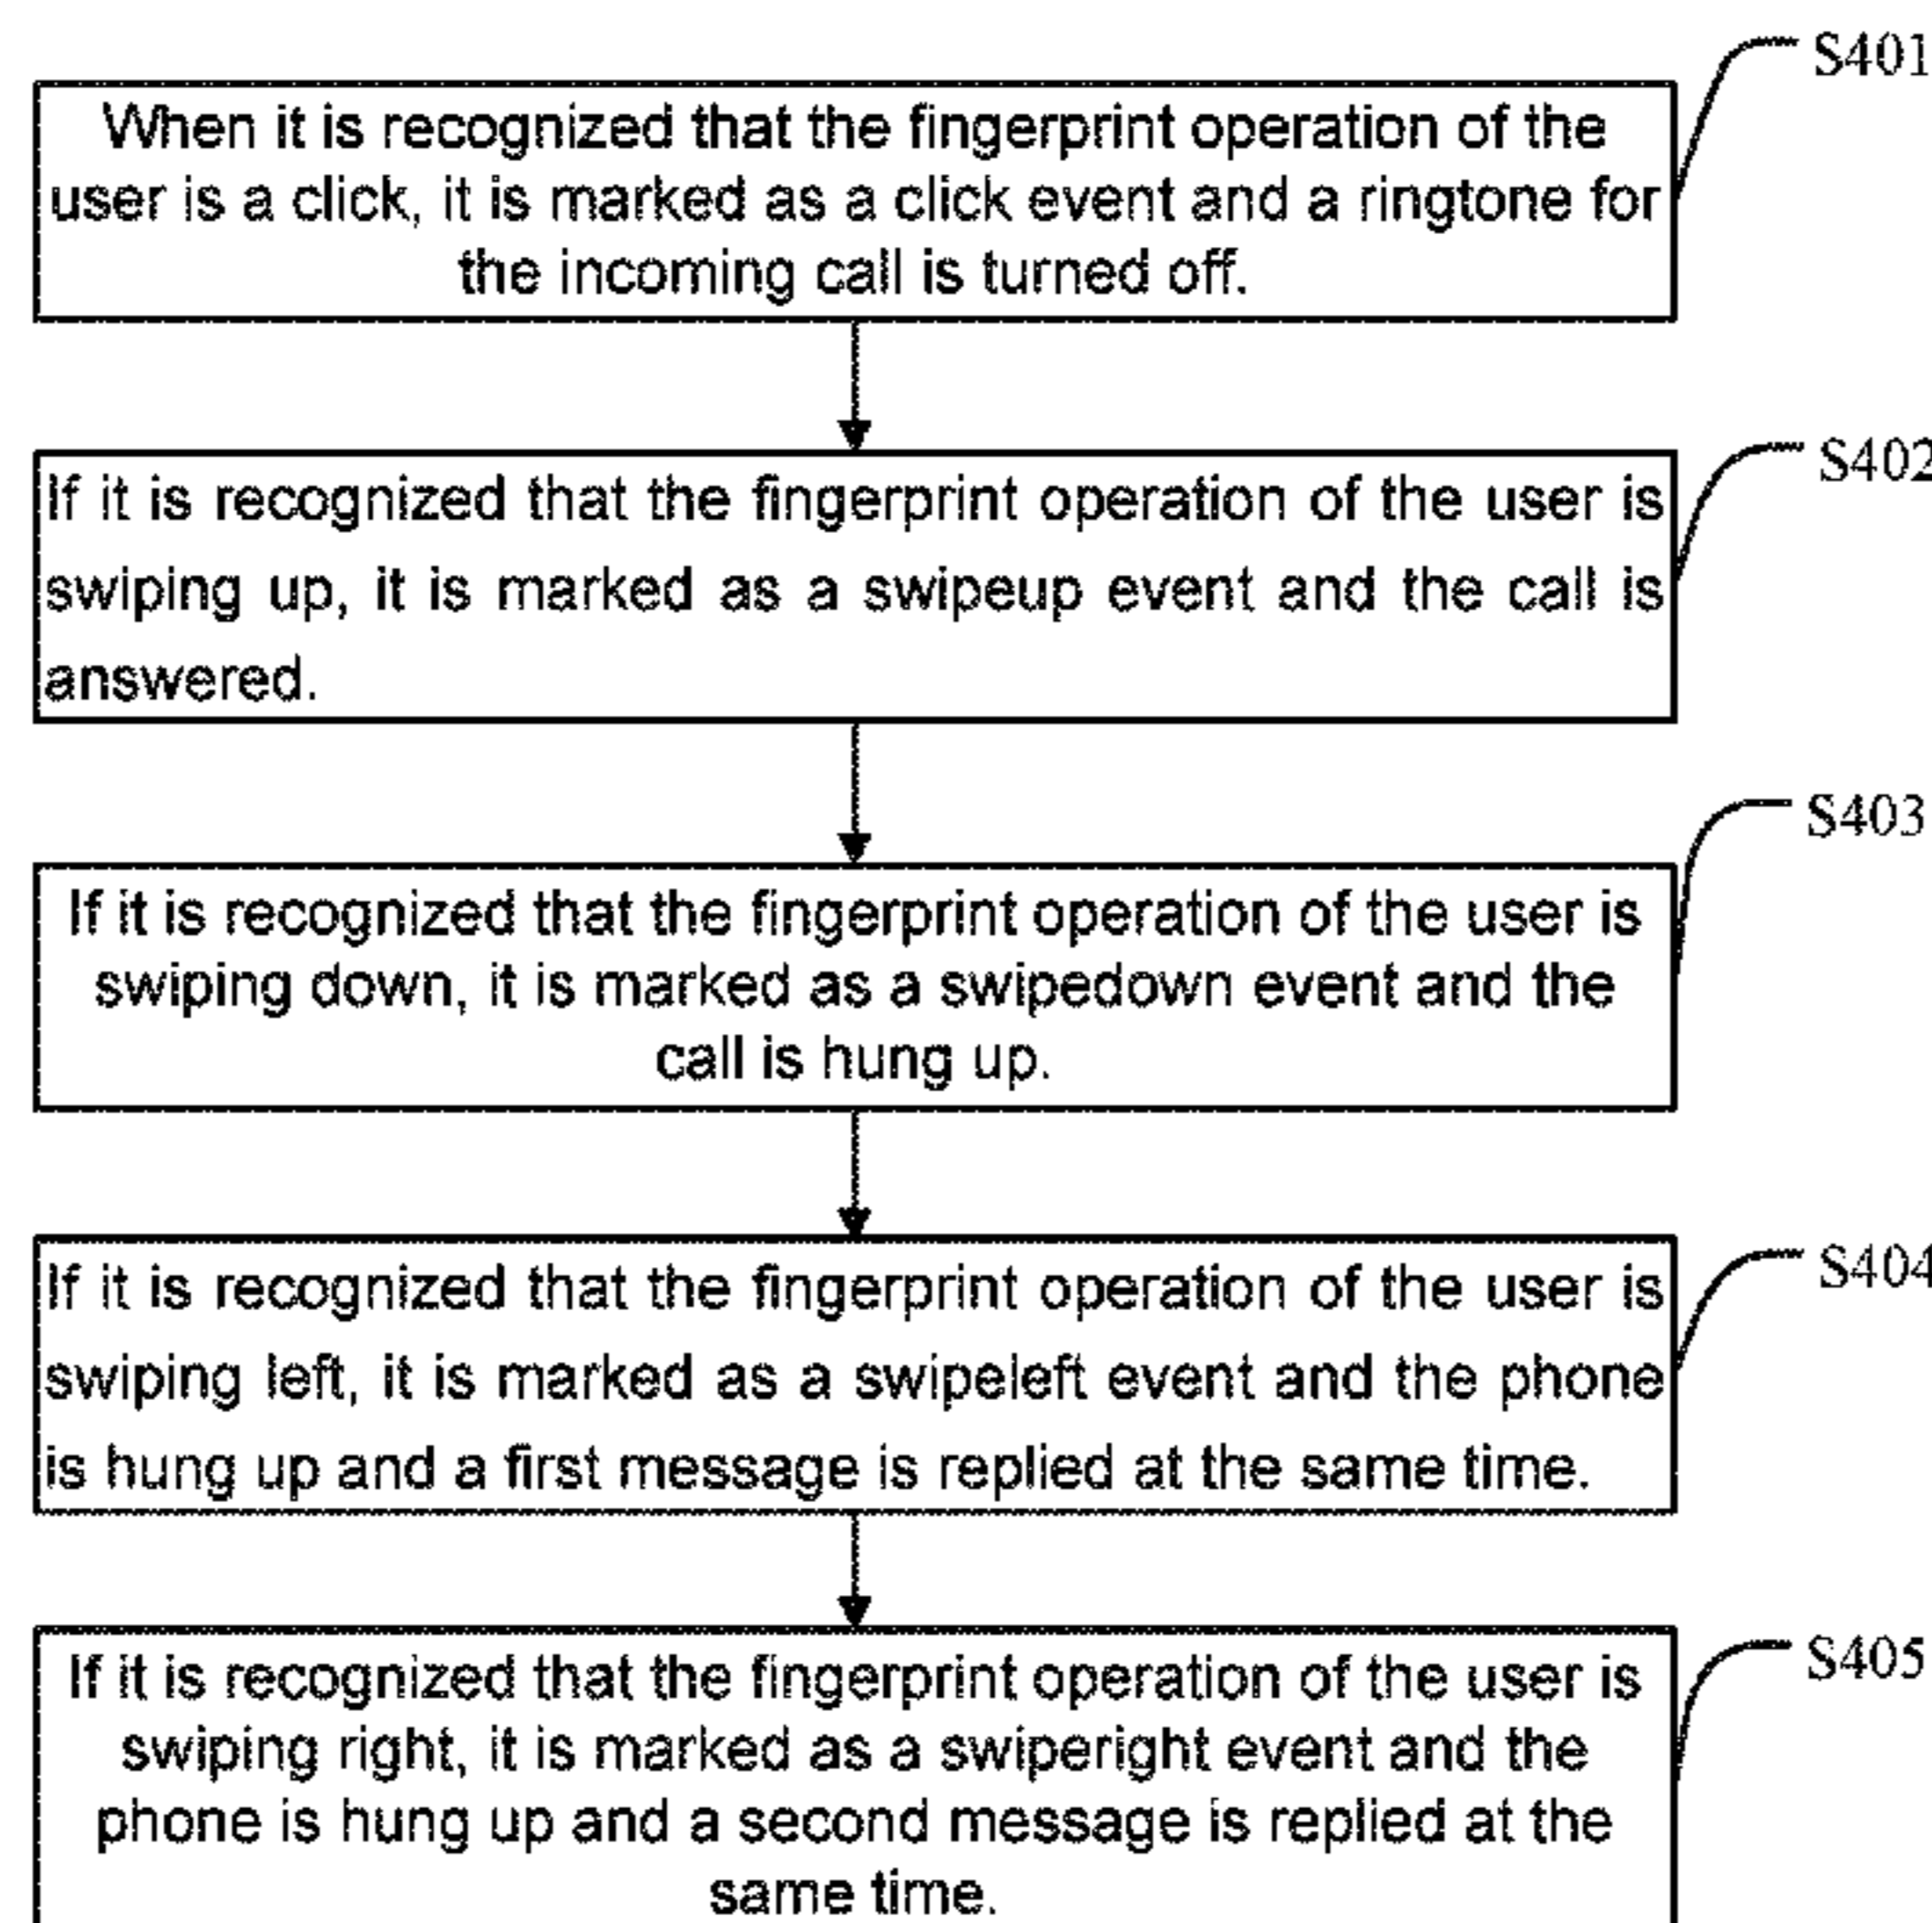 S401
When it is recognized that the fingerprint operation of the
user is a click, it is marked as a click event and a ringtone for
the incoming call is turned off.
S402
If it is recognized that the fingerprint operation of the user is
swiping up, it is marked as a swipeup event and the call is
answered.
S403
If it is recognized that the fingerprint operation of the user is
swiping down, it is marked as a swipedown event and the
call is hung up.
S404
If it is recognized that the fingerprint operation of the user is
swiping left, it is marked as a swipeleft event and the phone
is hung up and a first message is replied at the same time.
S405
If it is recognized that the fingerprint operation of the user is
swiping right, it is marked as a swiperight event and the
phone is hung up and a second message is replied at the
same time.